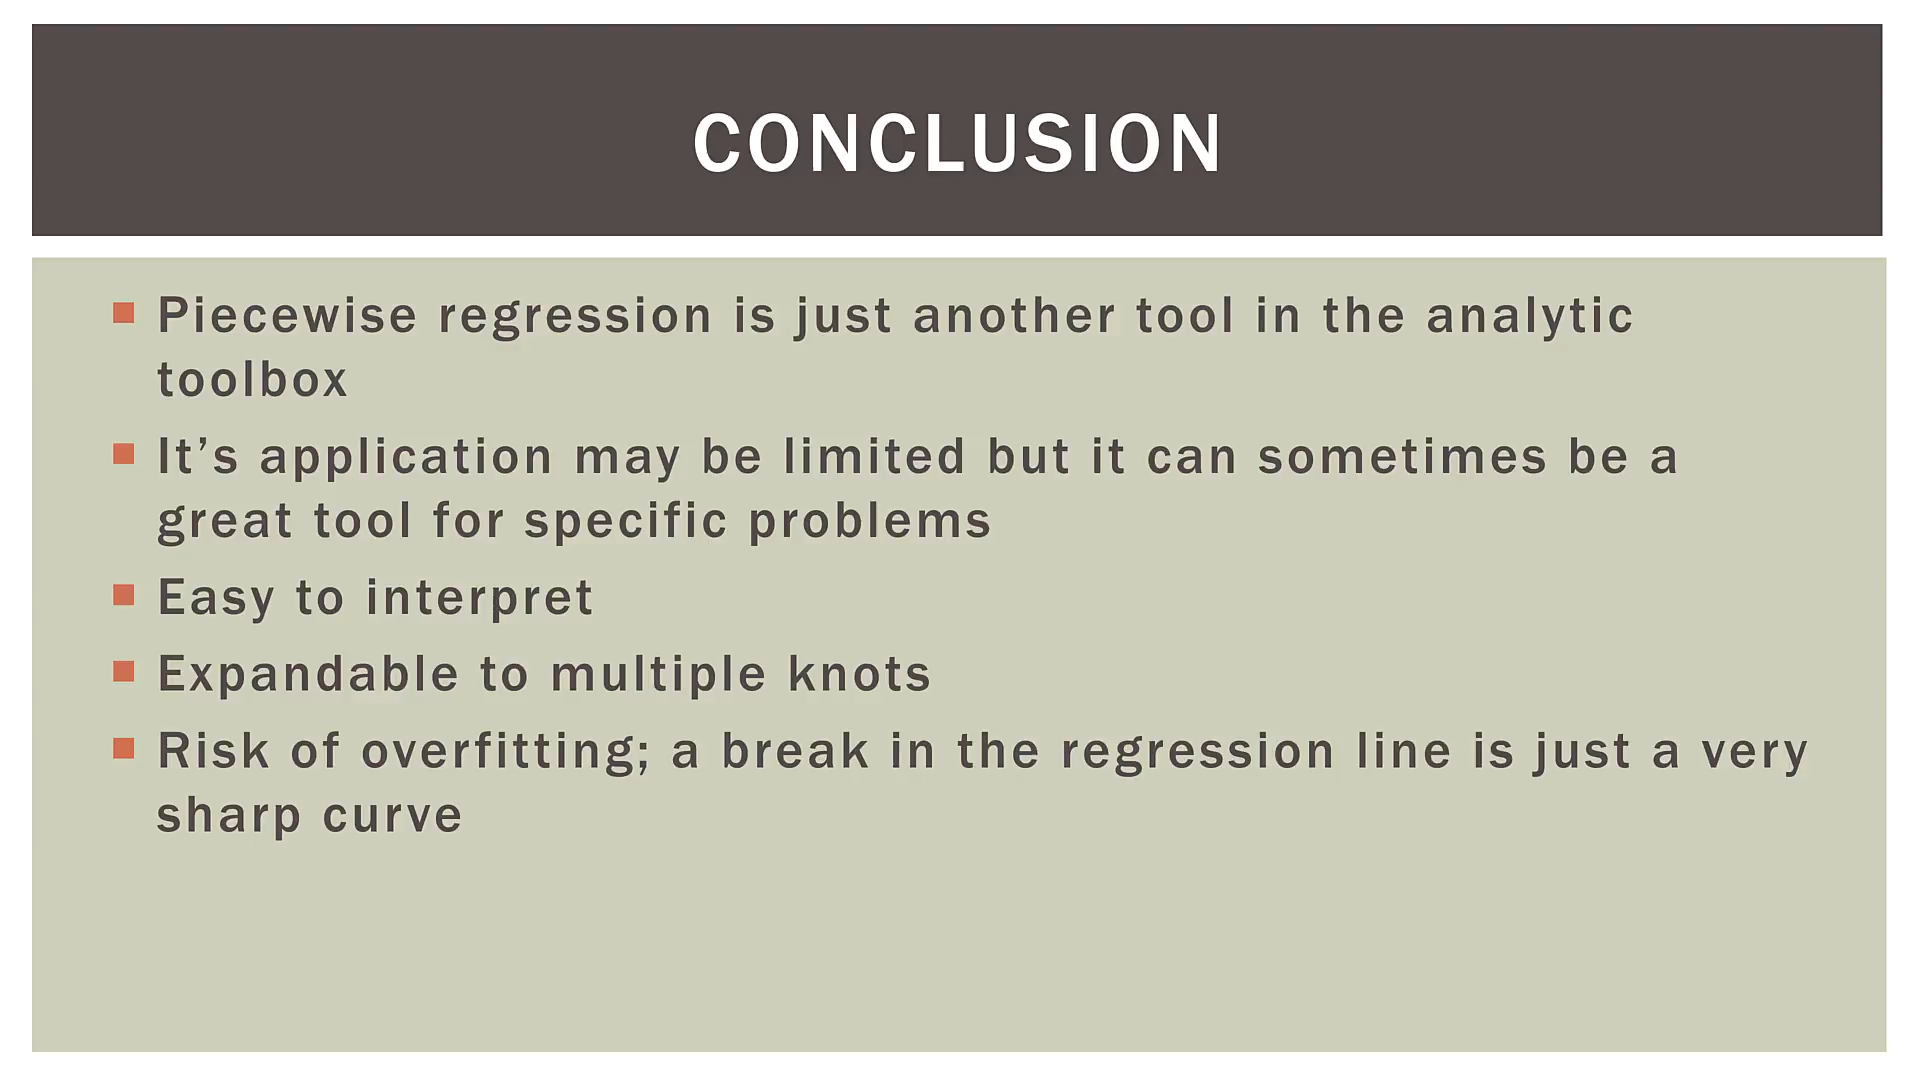 CONCLUSION
Piecewise regression is just another tool in the analytic
toolbox
It’s application may be limited but it can sometimes be a
great tool for specific problems
Easy to interpret
Expandable to multiple knots
Risk of overfitting; a break in the regression line is just a very
sharp curve